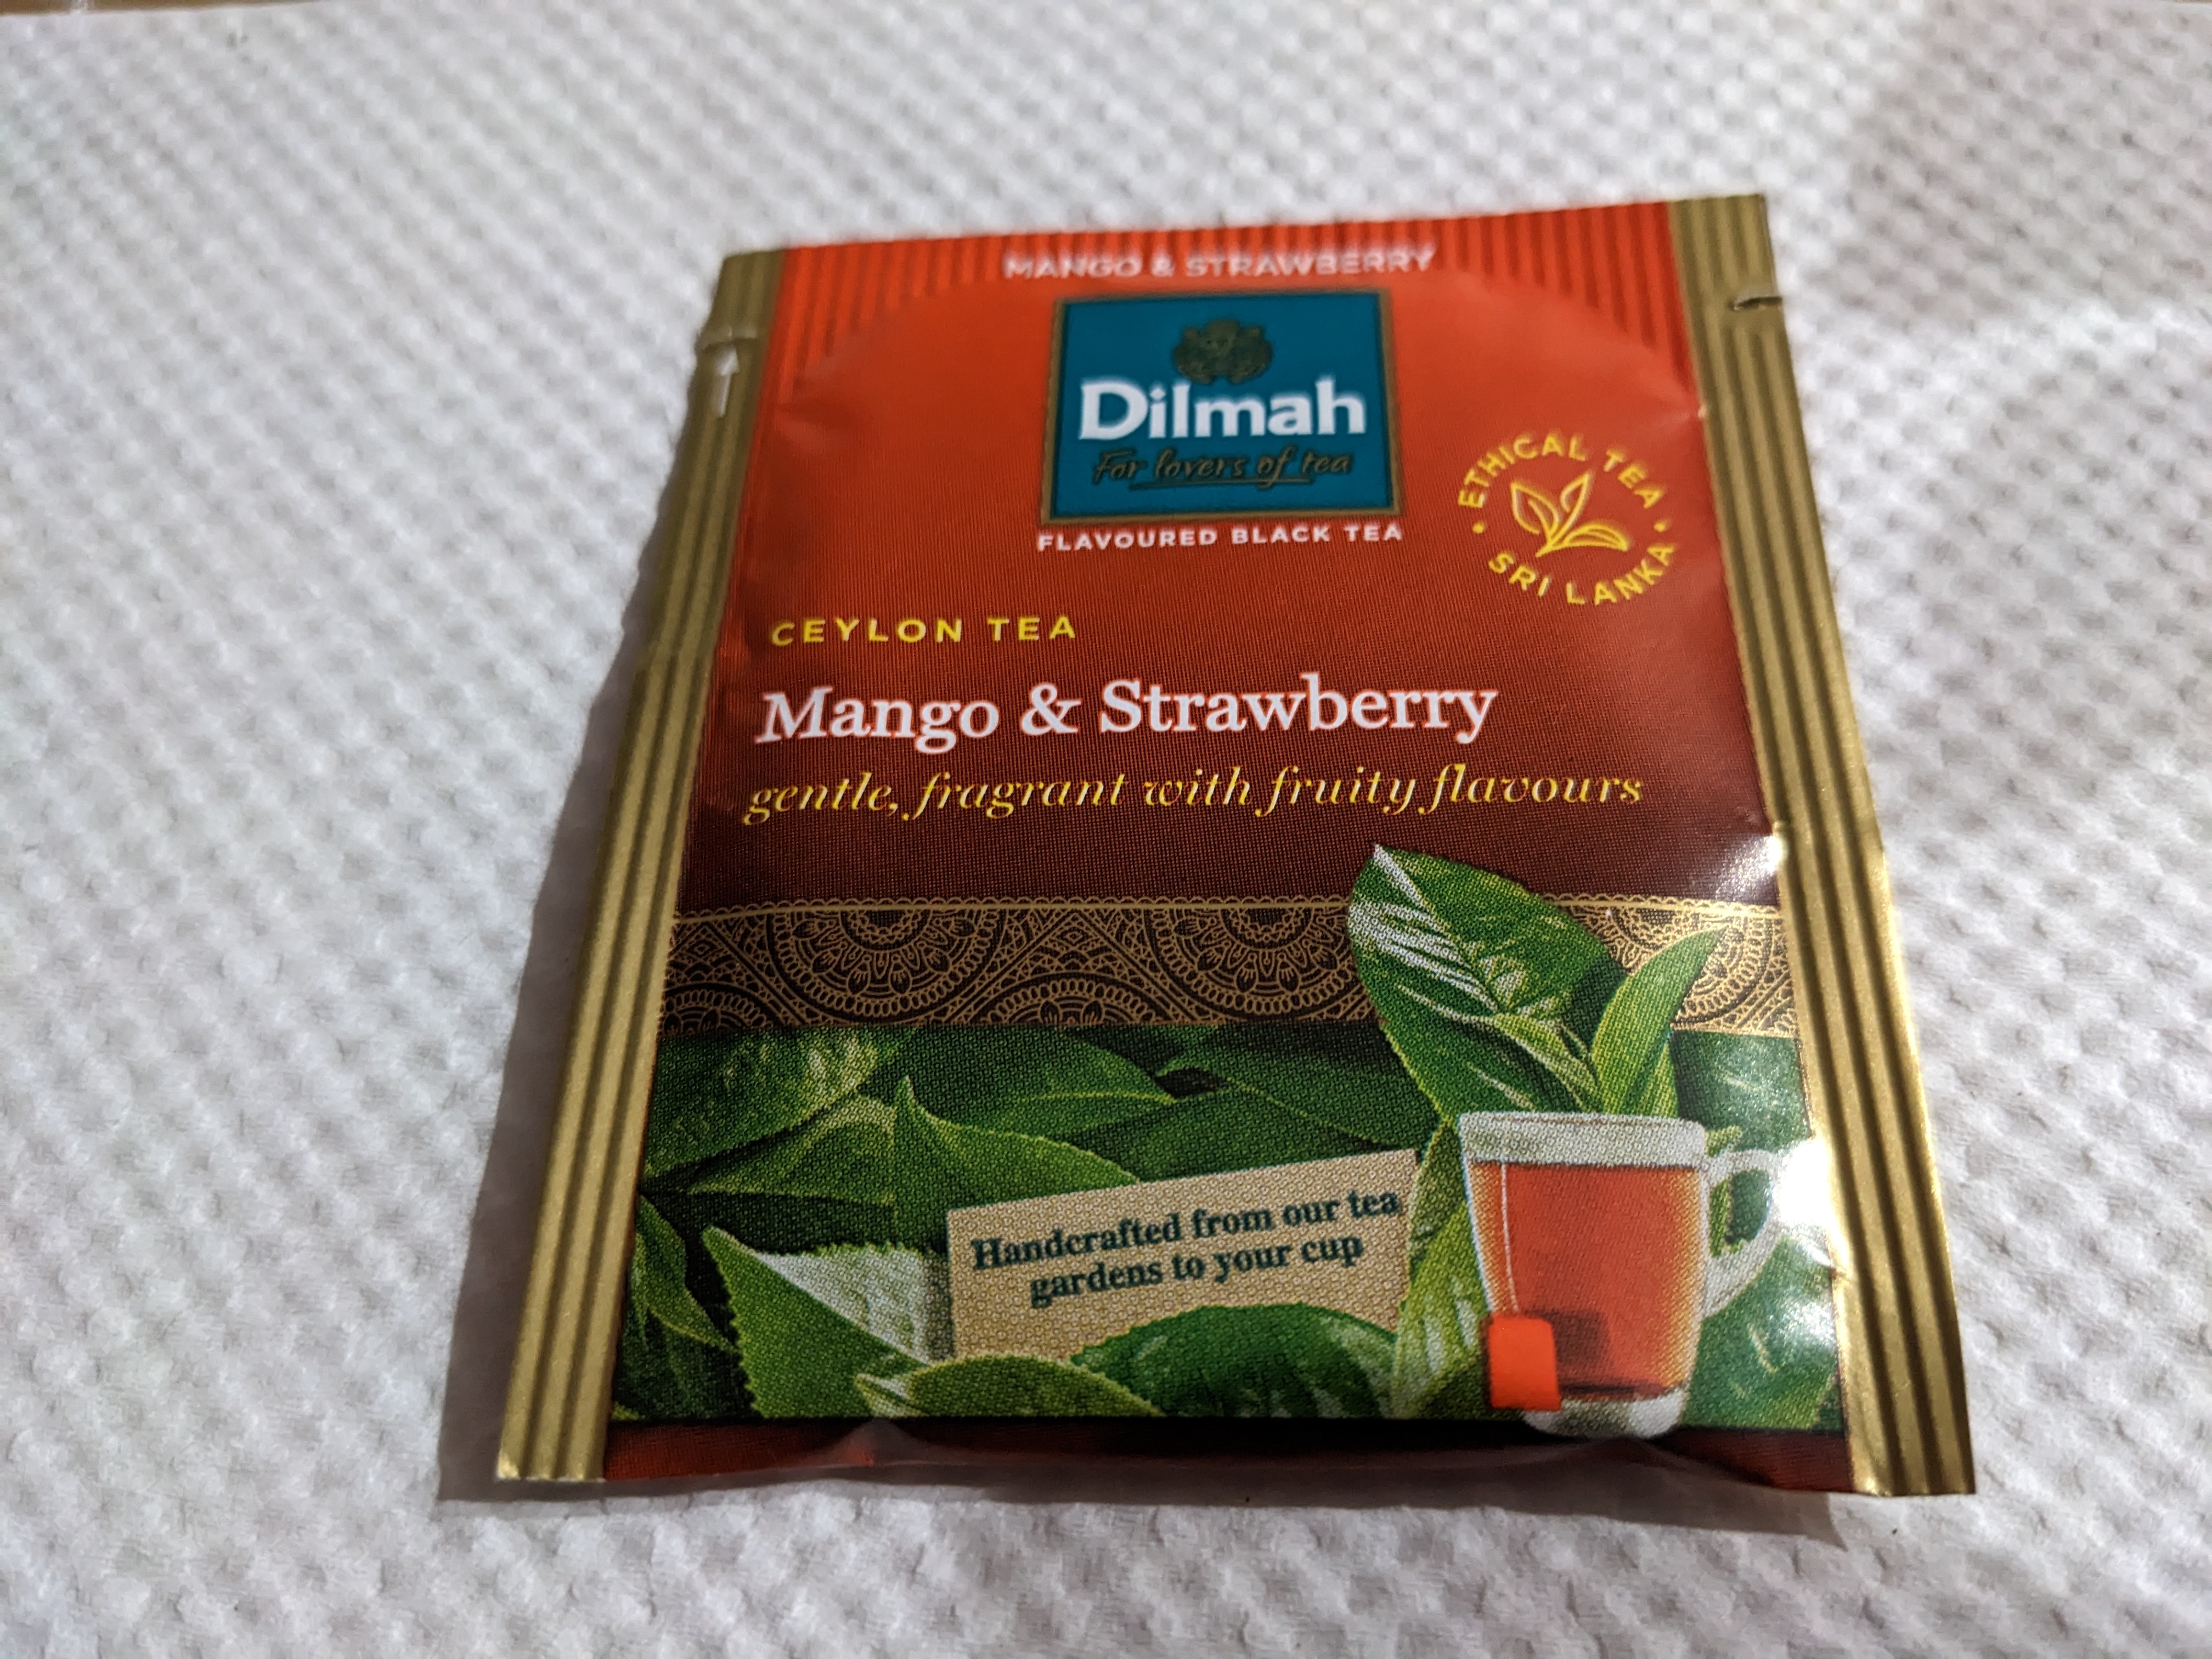 MANGO & STRAWBERRY
Dilmah
For lovers of tea
FLAVOURED BLACK TEA
ETHICAL TEA
SRI LANKA
CEYLON TEA
Mango & Strawberry
gentle, fragrant with fruity flavours
Handcrafted from our tea
gardens to your cup